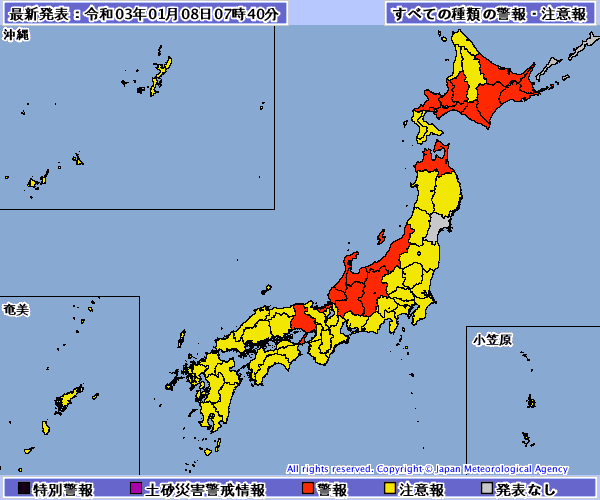 最新発表：令和03年01月08日07時40分
すべての種類の警報・注意報
沖縄
奄美
小笠原
All rights reserved. Copyright © Japan Meteorological Agency
特別警報 土砂災害警戒情報 警報 注意報 発表なし